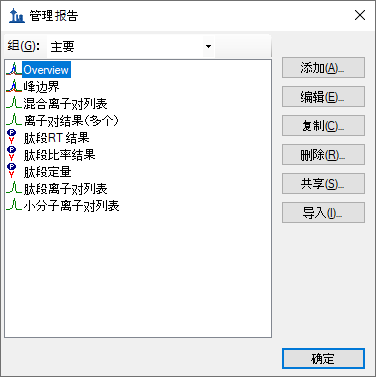 管理报告
组(G): 主要
Overview
峰边界
混合离子对列表
离子对结果(多个)
肽段RT 结果
肽段比率结果
肽段定量
肽段离子对列表
小分子离子对列表
添加(A)...
编辑(E)...
复制(C)...
删除(R)...
共享(S)...
导入(I)...
确定